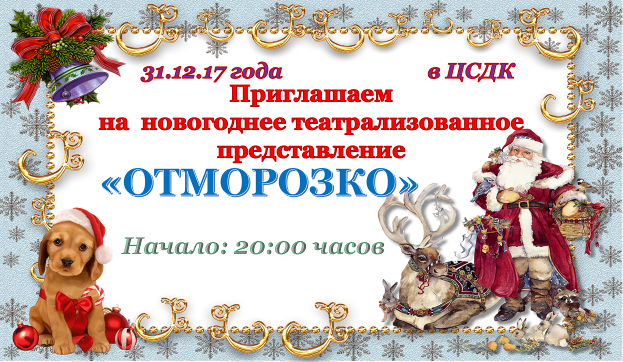 31.12.17 года в ЦСДК
Приглашаем
на новогоднее театрализованное
представление
«ОТМОРОЗКО»
Начало: 20:00 часов